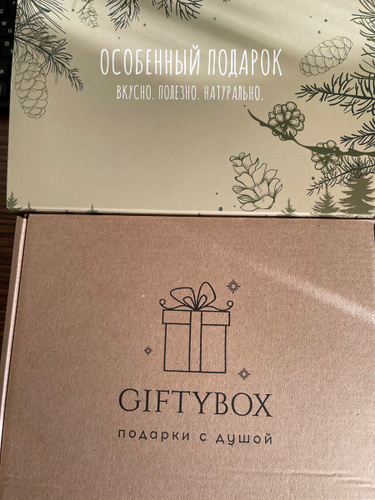 ОСОБЕННЫЙ ПОДАРОК
ВКУСНО. ПОЛЕЗНО. НАТУРАЛЬНО.
GIFTYBOX
подарки с душой